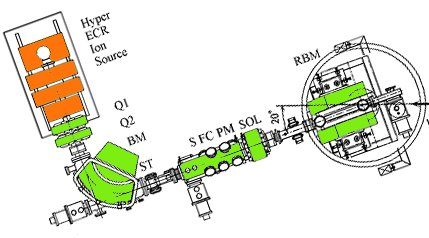 Hyper
ECR
Ion
Source
Q1
Q2
BM
ST
S FC PM SOL
20°
RBM